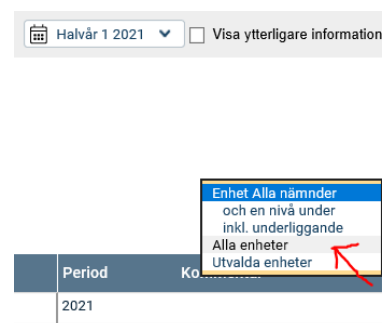 Halvår 1 2021
Visa ytterligare information
Enhet Alla nämnder
och en nivå under
inkl. underliggande
Alla enheter
Utvalda enheter
Period
2021